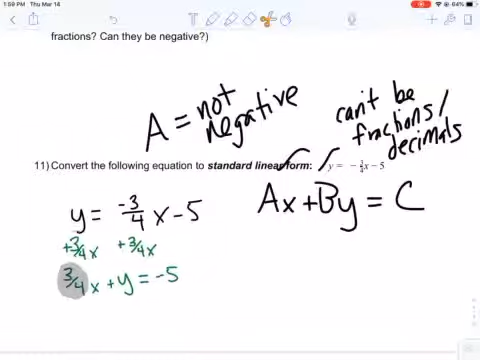 1:59 PM Thu Mar 14
64%
fractions? Can they be negative?)
A = not negative
can't be
fractions/
decimals
11) Convert the following equation to standard linear form: y = -3/4x - 5
y = -3/4 x - 5
Ax + By = C
+3/4x +3/4x
3/4x + y = -5